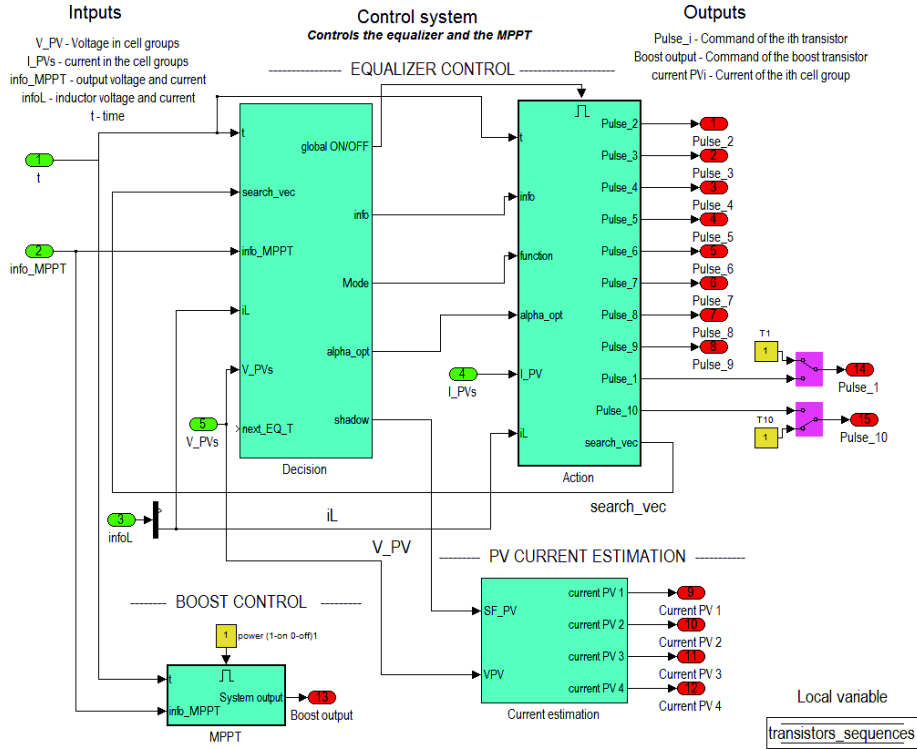 Intputs
Control system
Outputs
Controls the equalizer and the MPPT
V_PV - Voltage in cell groups
I_PVs - current in the cell groups
info_MPPT - output voltage and current
infoL - inductor voltage and current
t - time
Pulse_i - Command of the ith transistor
Boost output - Command of the boost transistor
current PVi - Current of the ith cell group
---------------- EQUALIZER CONTROL ---------------------
t
search_vec
info_MPPT
iL
V_PVs
next_EQ_T
global ON/OFF
info
Mode
alpha_opt
shadow
Decision
t
info
function
alpha_opt
I_PV
iL
Pulse_2
Pulse_3
Pulse_4
Pulse_5
Pulse_6
Pulse_7
Pulse_8
Pulse_9
Pulse_1
Pulse_10
search_vec
Action
1
t
2
info_MPPT
5
V_PVs
3
infoL
4
I_PVs
1
Pulse_2
2
Pulse_3
3
Pulse_4
4
Pulse_5
5
Pulse_6
6
Pulse_7
7
Pulse_8
8
Pulse_9
T1
1
14
Pulse_1
T10
1
15
Pulse_10
search_vec
iL
V_PV
--------- PV CURRENT ESTIMATION -----------
SF_PV
VPV
current PV 1
current PV 2
current PV 3
current PV 4
Current estimation
9
Current PV 1
10
Current PV 2
11
Current PV 3
12
Current PV 4
-------- BOOST CONTROL ---------
1
power (1-on 0-off)1
t
info_MPPT
System output
MPPT
13
Boost output
Local variable
transistors_sequences